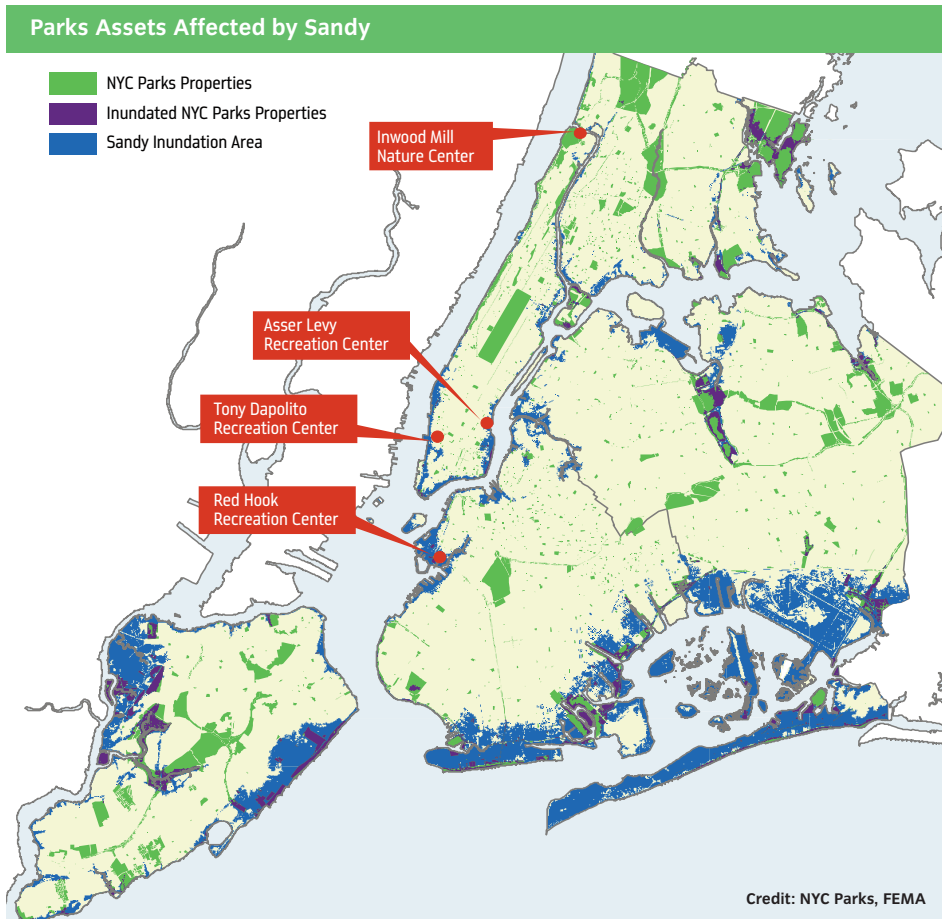 Parks Assets Affected by Sandy
NYC Parks Properties
Inundated NYC Parks Properties
Sandy Inundation Area
Inwood Mill
Nature Center
Asser Levy
Recreation Center
Tony Dapolito
Recreation Center
Red Hook
Recreation Center
Credit: NYC Parks, FEMA